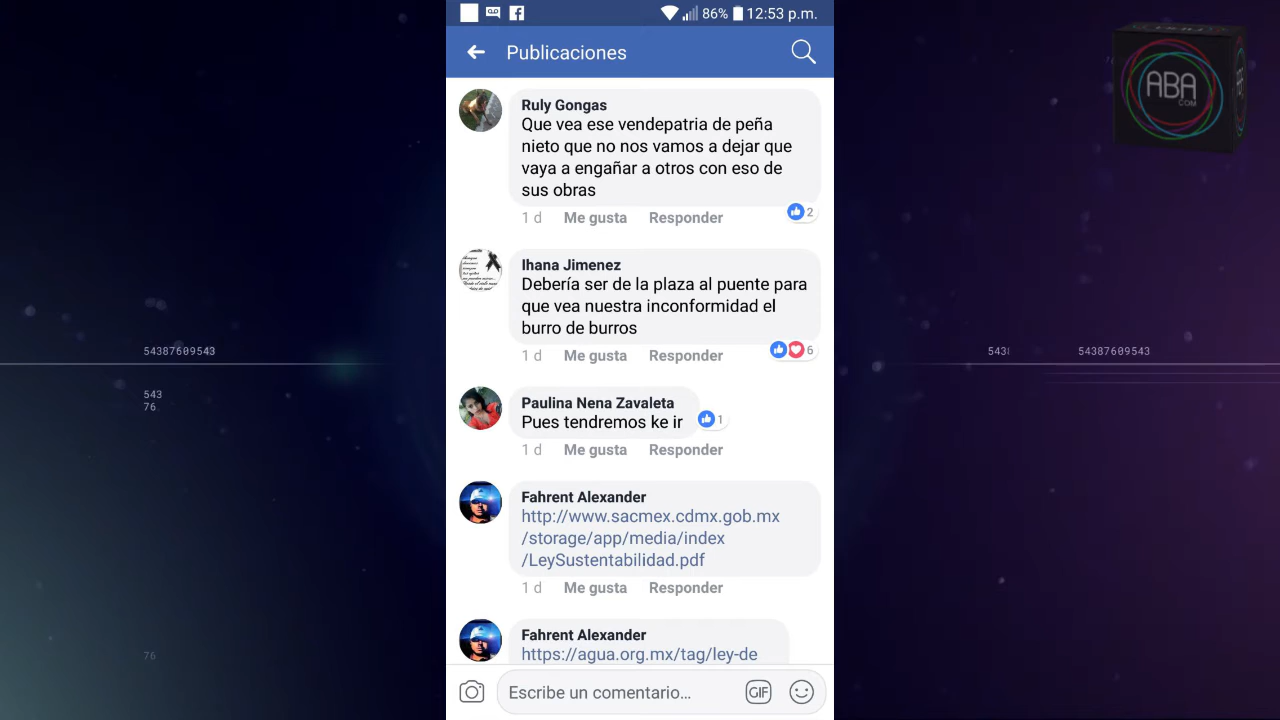 86% 12:53 p.m.
Publicaciones
ABA
COM
Ruly Gongas
Que vea ese vendepatria de peña
nieto que no nos vamos a dejar que
vaya a engañar a otros con eso de
sus obras
1 d Me gusta Responder
2
Ihana Jimenez
Debería ser de la plaza al puente para
que vea nuestra inconformidad el
burro de burros
1 d Me gusta Responder
6
54387609543
543
54387609543
543
76
Paulina Nena Zavaleta
Pues tendremos ke ir
1
1 d Me gusta Responder
Fahrent Alexander
http://www.sacmex.cdmx.gob.mx
/storage/app/media/index
/LeySustentabilidad.pdf
1 d Me gusta Responder
Fahrent Alexander
https://agua.org.mx/tag/ley-de
76
Escribe un comentario...
GIF